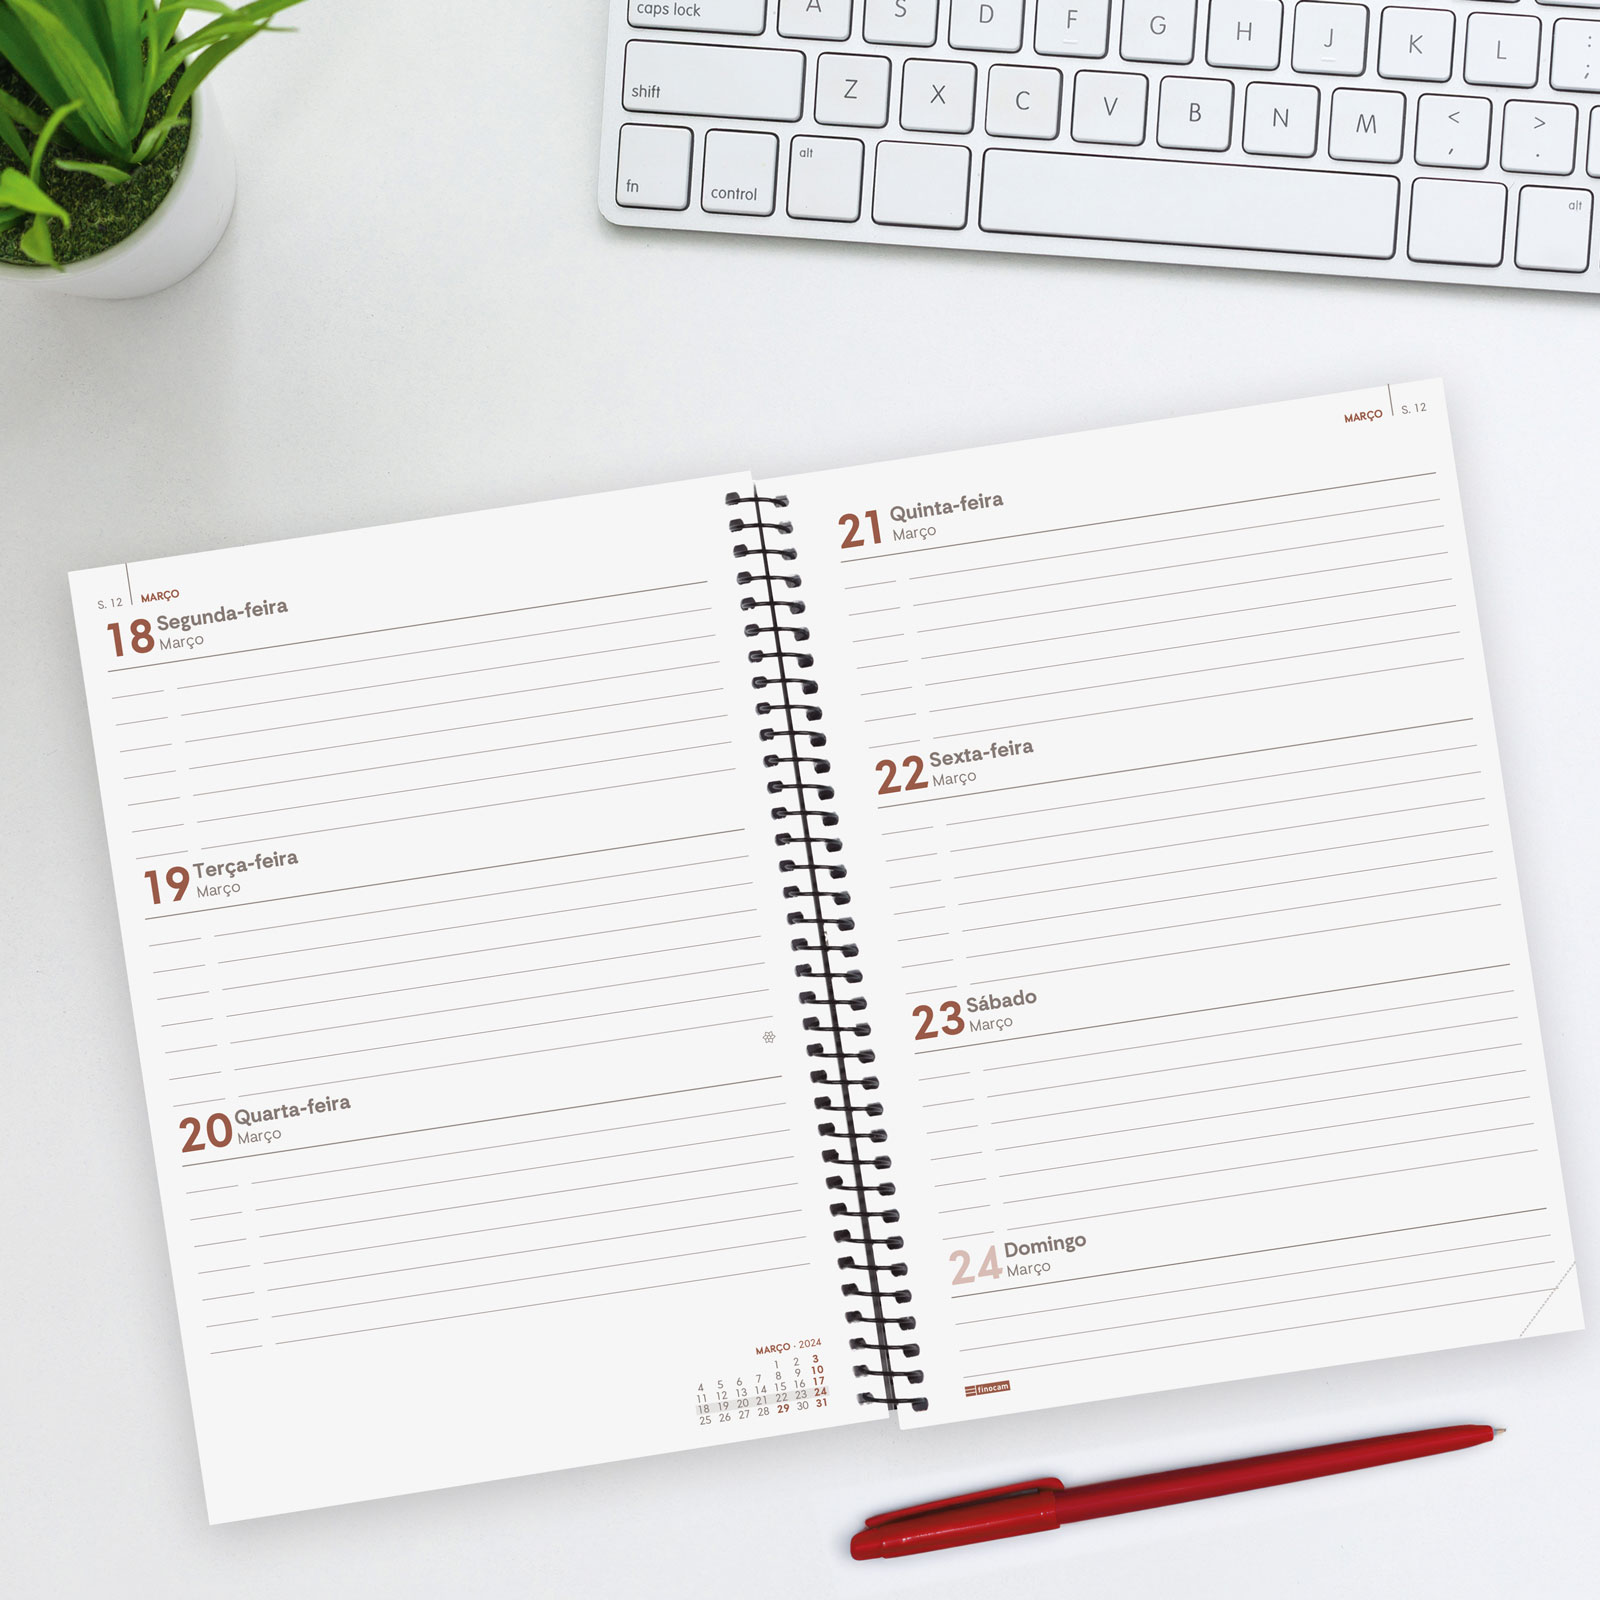 caps lock
A S D F G H J K L : ;
shift
Z X C V B N M < , > .
fn control alt alt
S. 12 MARÇO
18 Segunda-feira
Março
19 Terça-feira
Março
20 Quarta-feira
Março
MARÇO - 2024
1 2 3
4 5 6 7 8 9 10
11 12 13 14 15 16 17
18 19 20 21 22 23 24
25 26 27 28 29 30 31
MARÇO S. 12
21 Quinta-feira
Março
22 Sexta-feira
Março
23 Sábado
Março
24 Domingo
Março
finocam